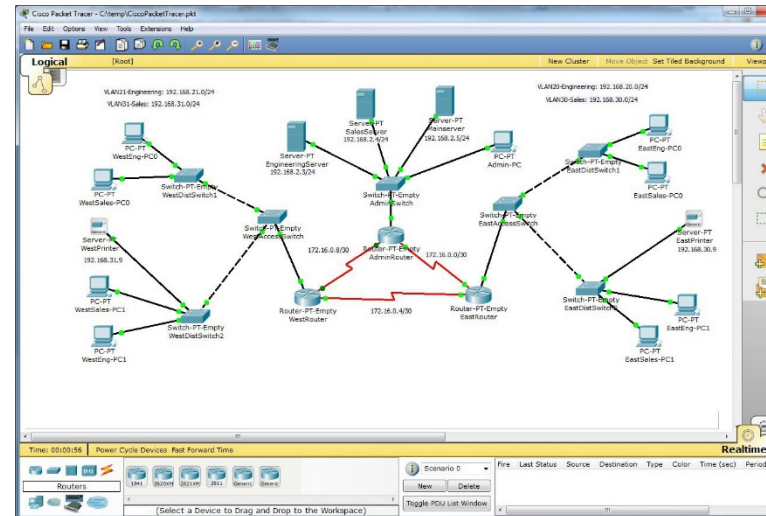 Cisco Packet Tracer - C:\temp\CiscoPacketTracer.pkt
File Edit Options View Tools Extensions Help
Logical [Root] New Cluster Move Object Set Tiled Background Viewp
VLAN21-Engineering: 192.168.21.0/24
VLAN31-Sales: 192.168.31.0/24
VLAN20-Engineering: 192.168.20.0/24
VLAN30-Sales: 192.168.30.0/24
PC-PT
WestEng-PC0
Server-PT
SalesServer
192.168.2.4/24
Server-PT
Mainserver
192.168.2.5/24
PC-PT
EastEng-PC0
Server-PT
EngineeringServer
192.168.2.3/24
PC-PT
Admin-PC
Switch-PT-Empty
EastDistSwitch1
PC-PT
WestSales-PC0
Switch-PT-Empty
WestDistSwitch1
Switch-PT-Empty
AdminSwitch
PC-PT
EastSales-PC0
Switch-PT-Empty
WestAccessSwitch
Switch-PT-Empty
EastAccessSwitch
Server-PT
WestPrinter
192.168.31.9
Router-PT-Empty
AdminRouter
Server-PT
EastPrinter
192.168.30.9
172.16.0.8/30
172.16.0.0/30
PC-PT
WestSales-PC1
Router-PT-Empty
WestRouter
172.16.0.4/30
Router-PT-Empty
EastRouter
Switch-PT-Empty
PC-PT
EastEng-PC1
Switch-PT-Empty
WestDistSwitch2
PC-PT
WestEng-PC1
PC-PT
EastSales-PC1
Time: 00:00:56 Power Cycle Devices Fast Forward Time Realtime
Routers
1841 2620XM 2621XM 2811 Generic Generic
(Select a Device to Drag and Drop to the Workspace)
Scenario 0
New Delete
Toggle PDU List Window
Fire Last Status Source Destination Type Color Time (sec) Period